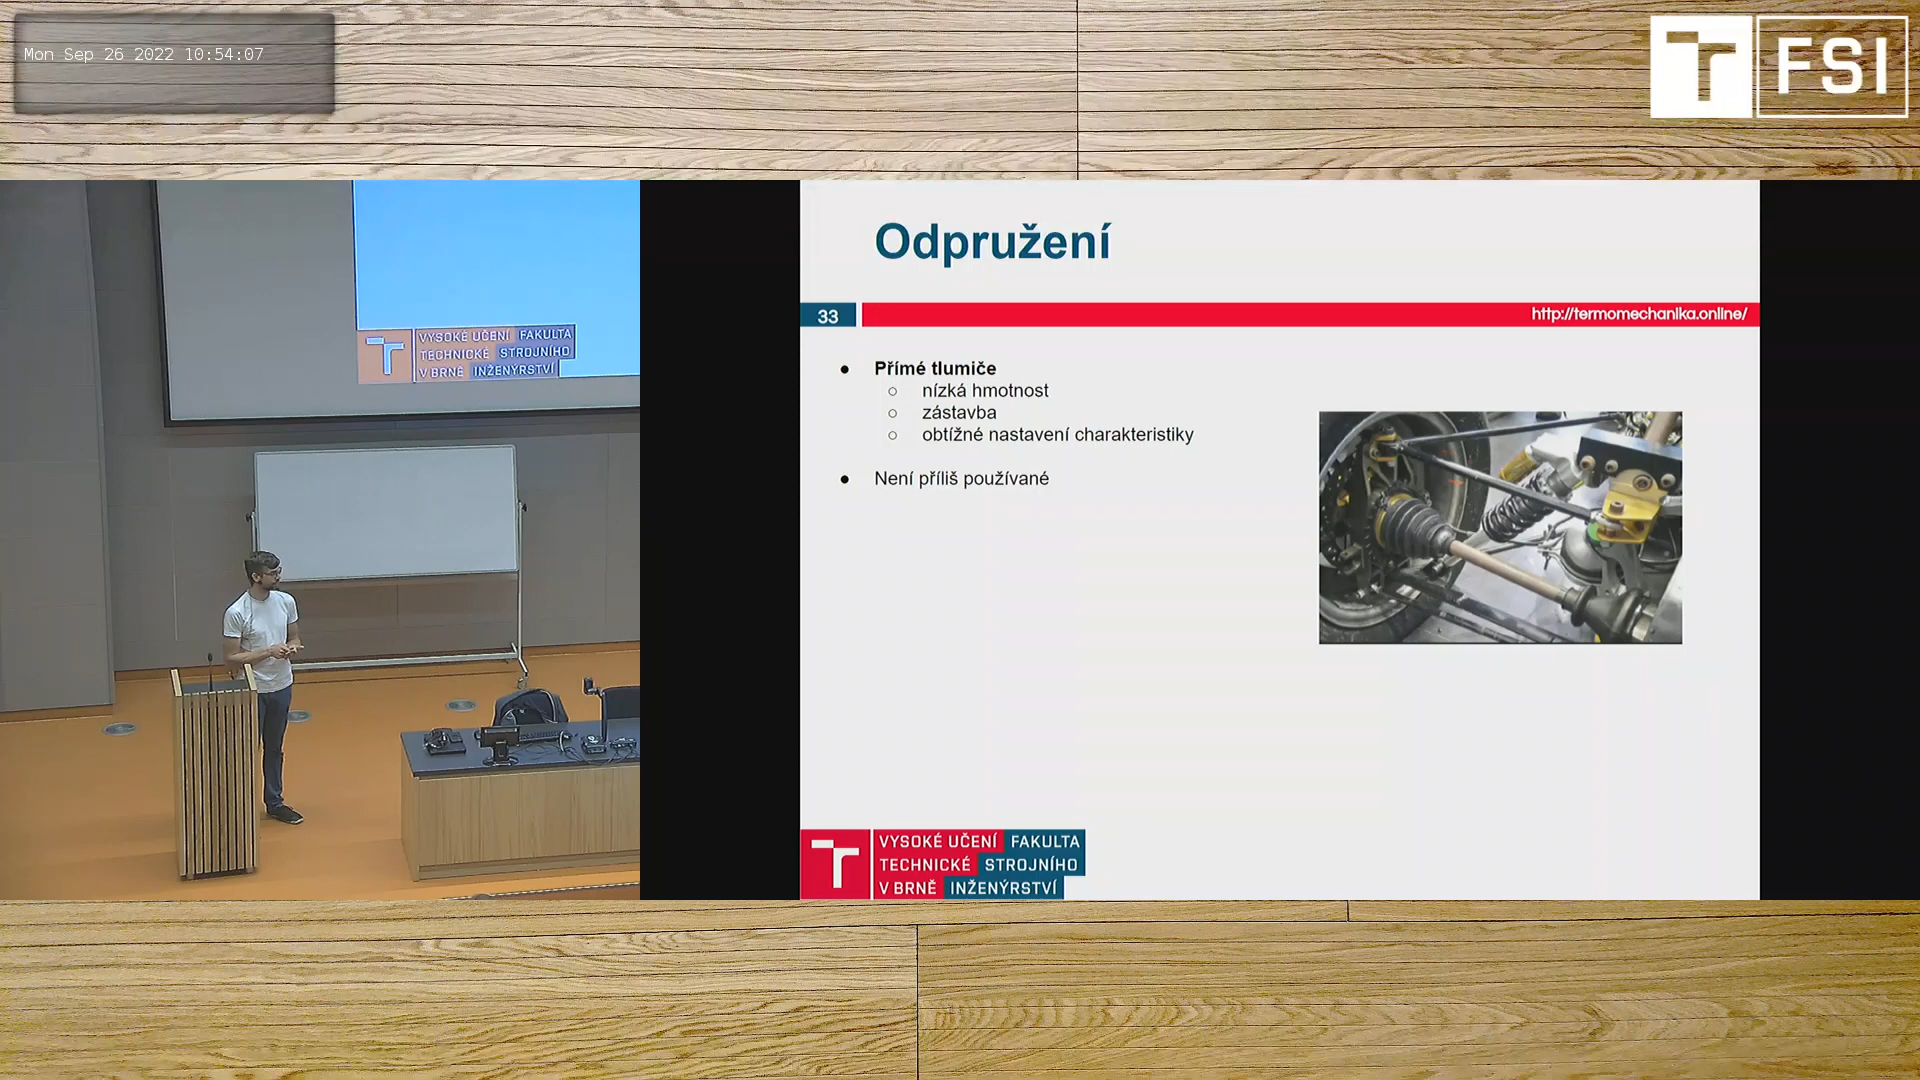 Mon Sep 26 2022 10:54:07
FSI
VYSOKÉ UČENÍ FAKULTA
TECHNICKÉ STROJNÍHO
V BRNĚ INŽENÝRSTVÍ
Odpružení
33
http://termomechanika.online/
● Přímé tlumiče
○ nízká hmotnost
○ zástavba
○ obtížné nastavení charakteristiky
● Není příliš používané
VYSOKÉ UČENÍ FAKULTA
TECHNICKÉ STROJNÍHO
V BRNĚ INŽENÝRSTVÍ